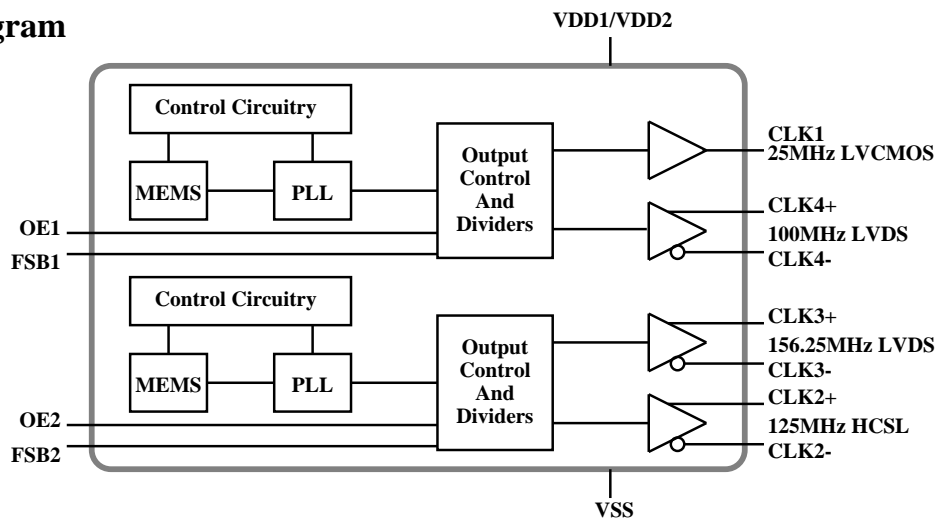 gram
VDD1/VDD2
Control Circuitry
MEMS
PLL
Output
Control
And
Dividers
OE1
FSB1
CLK1
25MHz LVCMOS
CLK4+
100MHz LVDS
CLK4-
Control Circuitry
MEMS
PLL
Output
Control
And
Dividers
OE2
FSB2
CLK3+
156.25MHz LVDS
CLK3-
CLK2+
125MHz HCSL
CLK2-
VSS